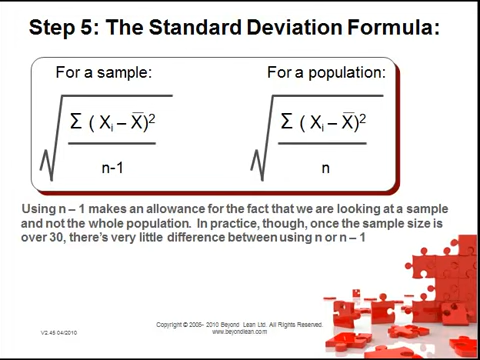 Step 5: The Standard Deviation Formula:
For a sample: For a population:
√ Σ ( Xi – X̅)² / n-1 √ Σ ( Xi – X̅)² / n
Using n – 1 makes an allowance for the fact that we are looking at a sample
and not the whole population. In practice, though, once the sample size is
over 30, there's very little difference between using n or n – 1
V2.45 04/2010
Copyright © 2008- 2010 Beyond Lean Ltd. All Rights Reserved.
www.beyondlean.com